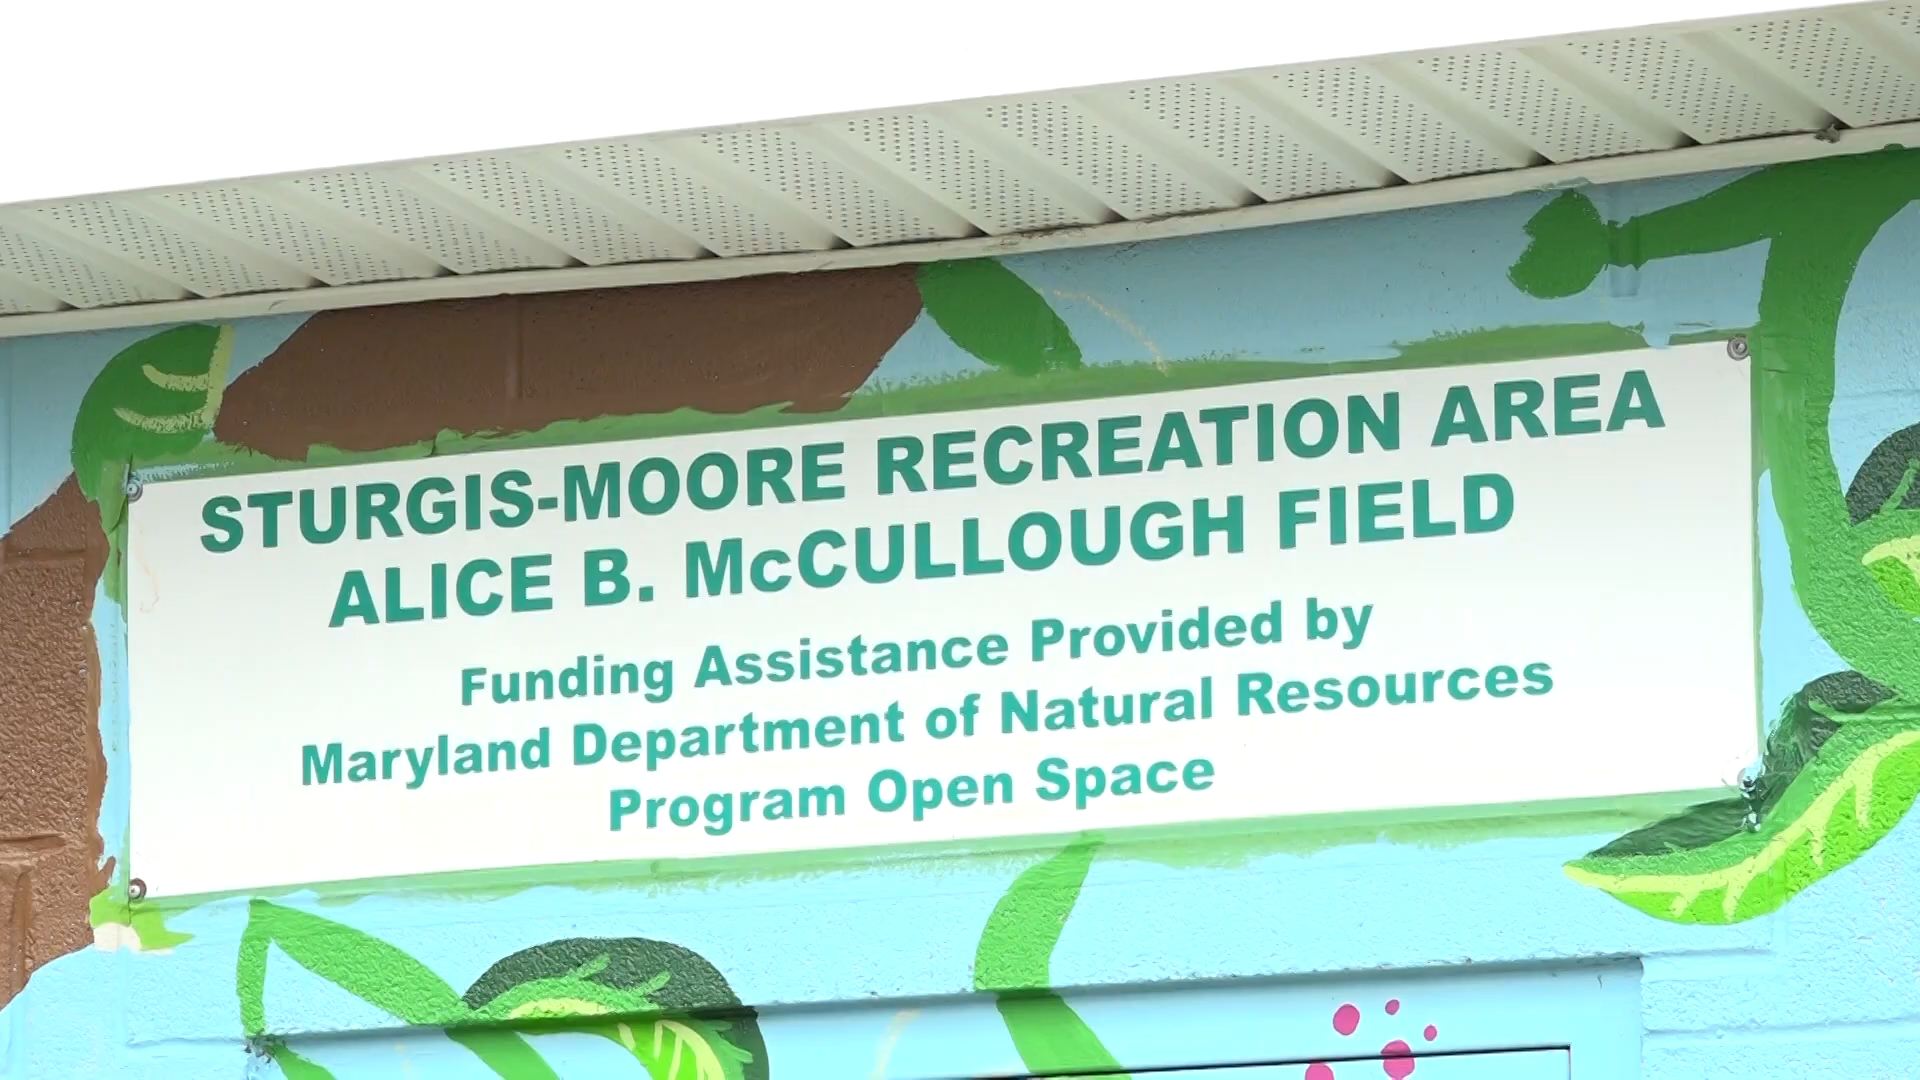 STURGIS-MOORE RECREATION AREA
ALICE B. McCULLOUGH FIELD
Funding Assistance Provided by
Maryland Department of Natural Resources
Program Open Space